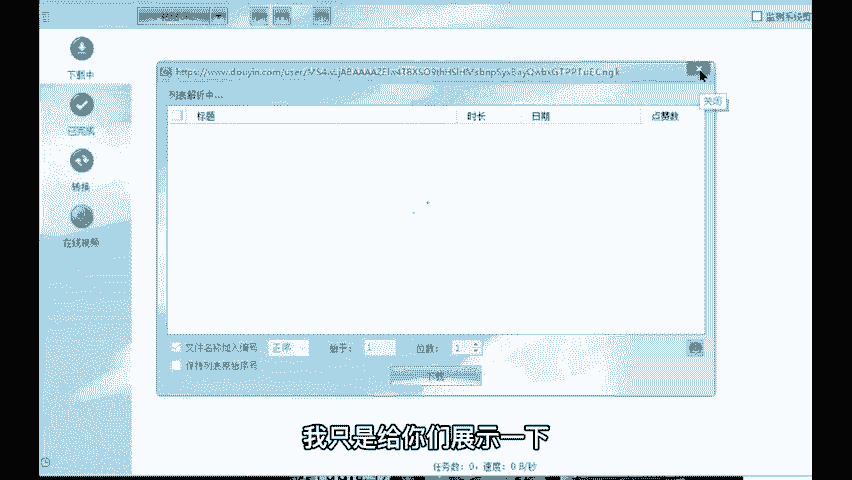 监测系统剪
下载中
https://www.douyin.com/user/MS4
列表解析中...
关闭
标题 时长 日期 点赞数
已完成
转换
在线视频
文件名称加入编号 正序 始于: 1 位数: 1
保持列表原始序号
下载
我只是给你们展示一下
任务数: 0, 速度: 0 B/秒